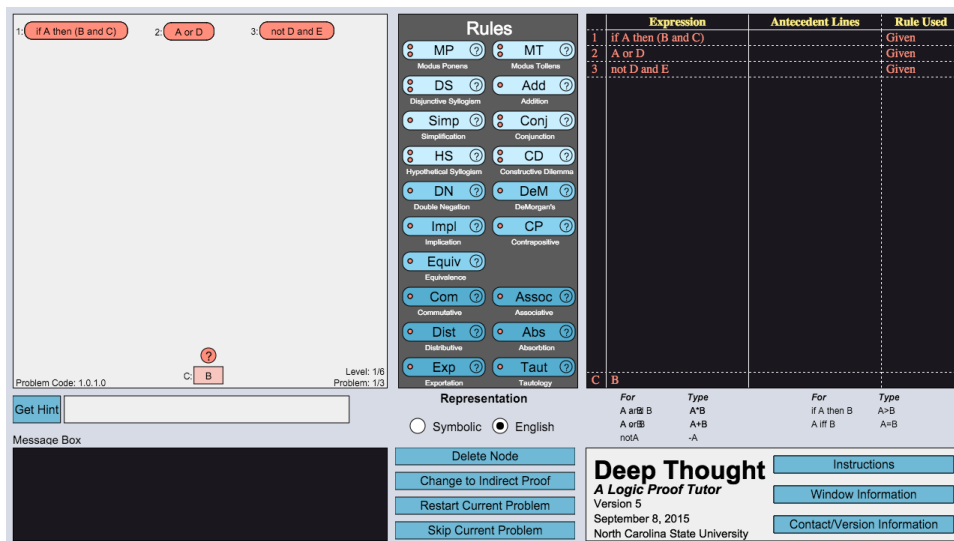 1: if A then (B and C) 2: A or D 3: not D and E
?
C: B
Problem Code: 1.0.1.0
Level: 1/6
Problem: 1/3
Get Hint
Message Box
Rules
MP ? MT ?
Modus Ponens Modus Tollens
DS ? Add ?
Disjunctive Syllogism Addition
Simp ? Conj ?
Simplification Conjunction
HS ? CD ?
Hypothetical Syllogism Constructive Dilemma
DN ? DeM ?
Double Negation DeMorgan's
Impl ? CP ?
Implication Contrapositive
Equiv ?
Equivalence
Com ? Assoc ?
Commutative Associative
Dist ? Abs ?
Distributive Absorbtion
Exp ? Taut ?
Exportation Tautology
Representation
Symbolic English
Delete Node
Change to Indirect Proof
Restart Current Problem
Skip Current Problem
Expression Antecedent Lines Rule Used
1 if A then (B and C) Given
2 A or D Given
3 not D and E Given
C B
For Type For Type
A and B A*B if A then B A>B
A or B A+B A iff B A=B
notA -A
Deep Thought
A Logic Proof Tutor
Version 5
September 8, 2015
North Carolina State University
Instructions
Window Information
Contact/Version Information